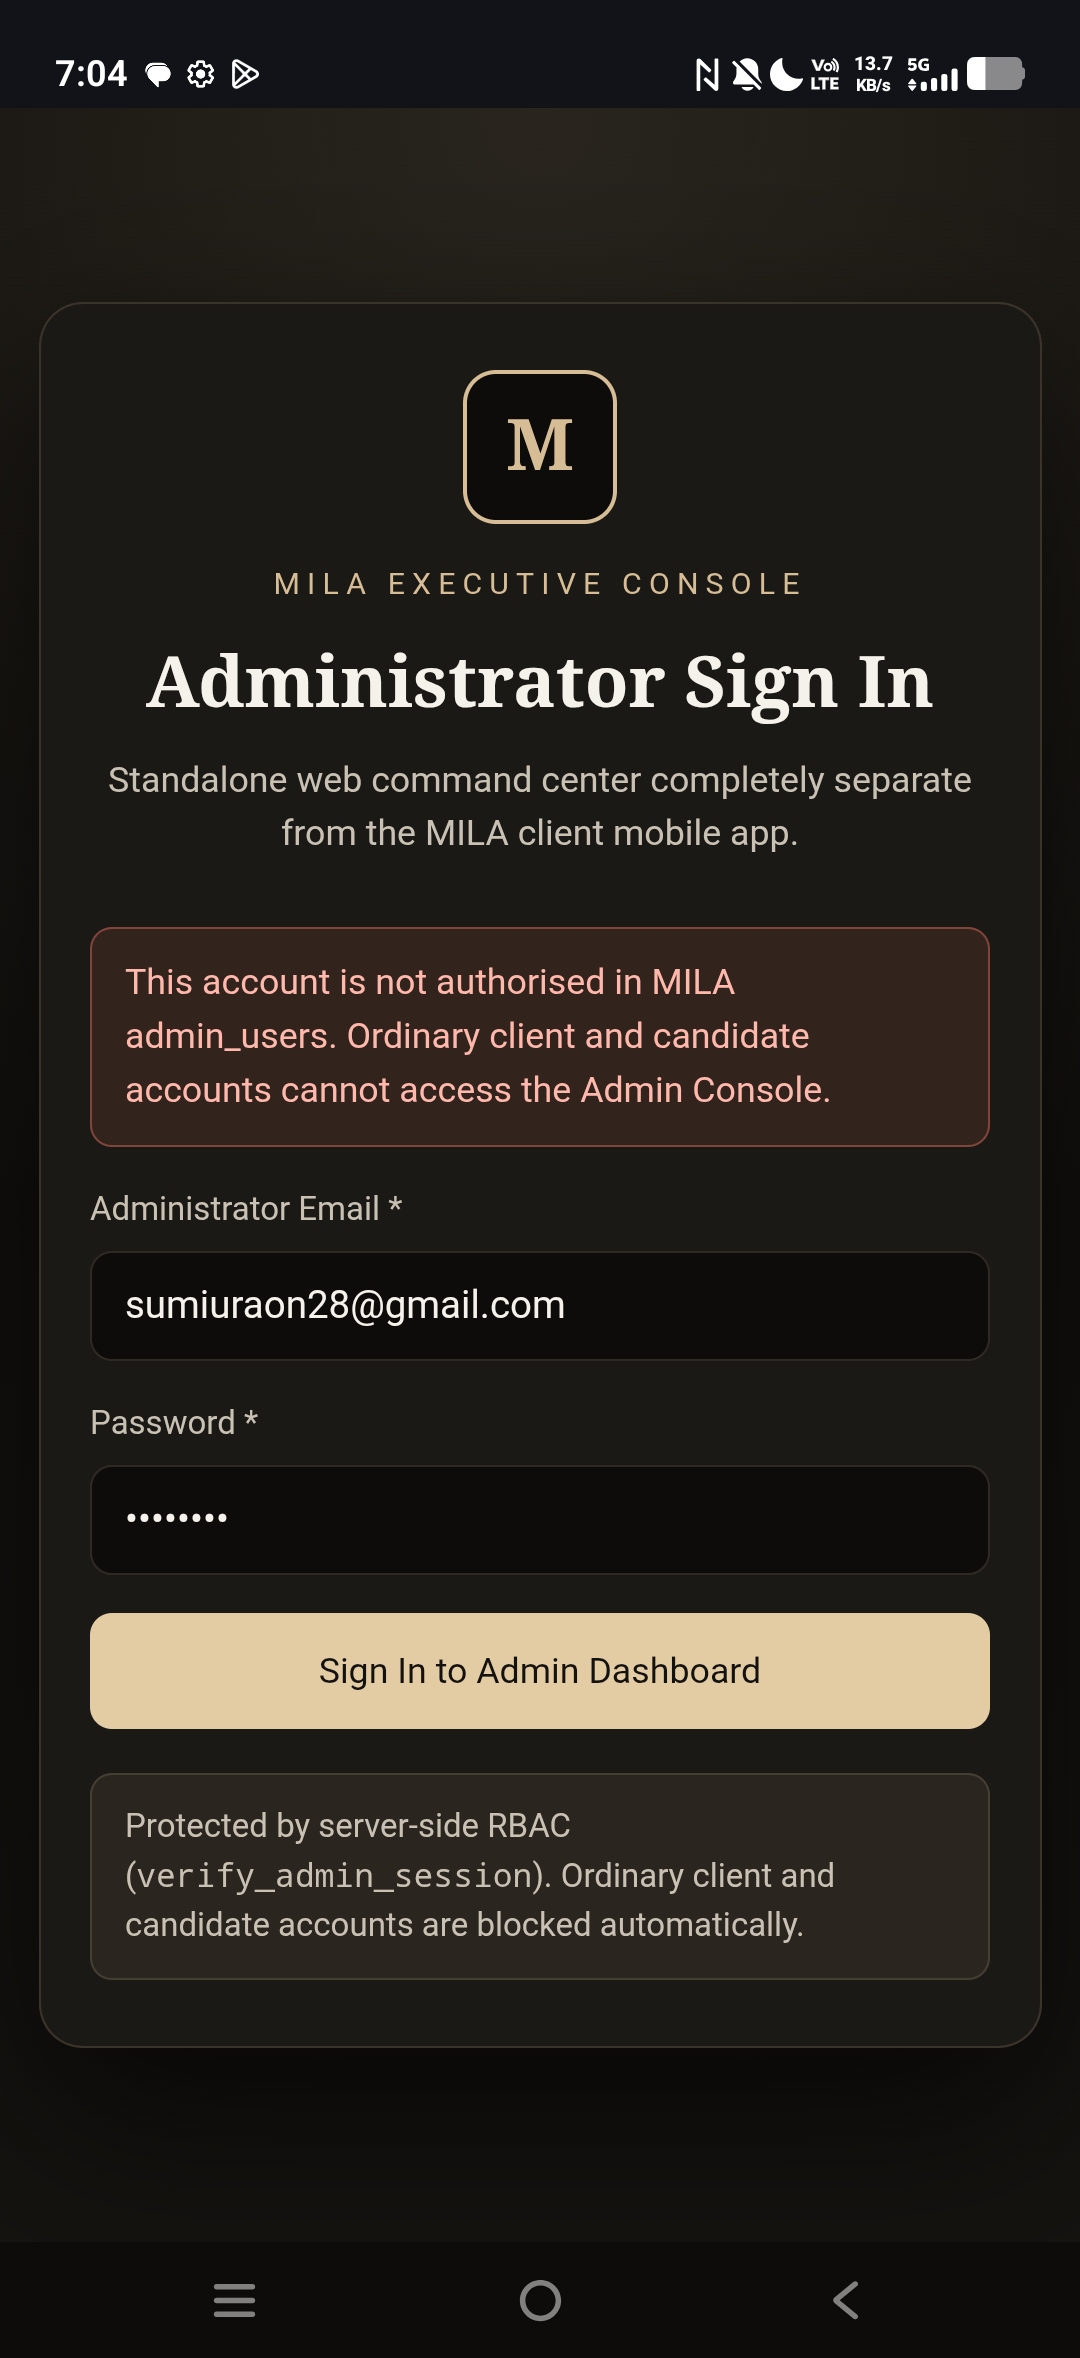 7:04
Vo)) LTE
13.7 KB/s
5G
M
MILA EXECUTIVE CONSOLE
Administrator Sign In
Standalone web command center completely separate
from the MILA client mobile app.
This account is not authorised in MILA
admin_users. Ordinary client and candidate
accounts cannot access the Admin Console.
Administrator Email *
sumiuraon28@gmail.com
Password *
••••••••
Sign In to Admin Dashboard
Protected by server-side RBAC
(verify_admin_session). Ordinary client and
candidate accounts are blocked automatically.